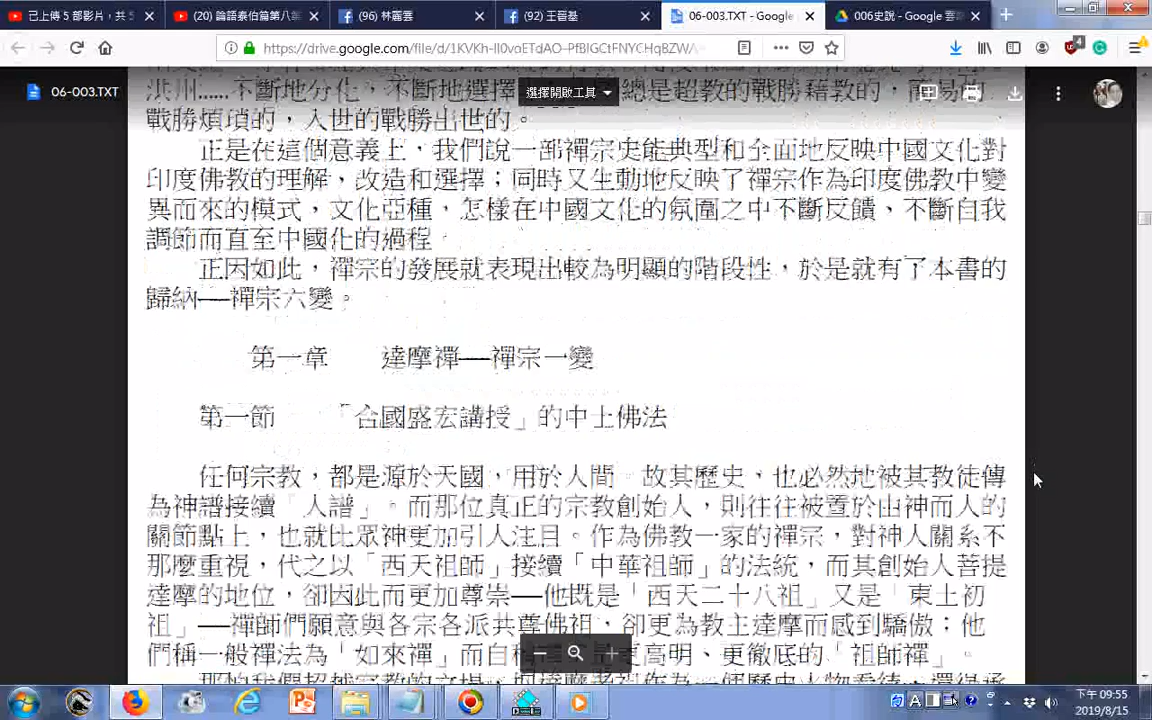 己上傳 5 部影片，共 5
(20) 論語泰伯篇第八章
(96) 林麗雲
(92) 王晉基
06-003.TXT - Google
006史說 - Google 雲
https://drive.google.com/file/d/1KVKh-Il0voETdAO-PfBlGCtFNYCHqBZWA/
06-003.TXT
選擇開啟工具
洪州……不斷地分化，不斷地選擇
總是超教的戰勝藉教的，簡易的
戰勝煩瑣的，入世的戰勝出世的。
正是在這個意義上，我們說一部禪宗史能典型和全面地反映中國文化對
印度佛教的理解，改造和選擇；同時又生動地反映了禪宗作為印度佛教中變
異而來的模式，文化亞種，怎樣在中國文化的氛圍之中不斷反饋、不斷自我
調節而直至中國化的過程
正因如此，禪宗的發展就表現出較為明顯的階段性，於是就有了本書的
歸納──禪宗六變。
第一章　　達摩禪──禪宗一變
第一節　　「合國盛宏講授」的中土佛法
任何宗教，都是源於天國，用於人間。故其歷史，也必然地被其教徒傳
為神譜接續「人譜」。而那位真正的宗教創始人，則往往被置於由神而人的
關節點上，也就比眾神更加引人注目。作為佛教一家的禪宗，對神人關系不
那麼重視，代之以「西天祖師」接續「中華祖師」的法統，而其創始人菩提
達摩的地位，卻因此而更加尊崇──他既是「西天二十八祖」又是「東土初
祖」──禪師們願意與各宗各派共尊佛祖，卻更為教主達摩而感到驕傲；他
們稱一般禪法為「如來禪」而自稱
更高明、更徹底的「祖師禪」。
4
下午 09:55
2019/8/15